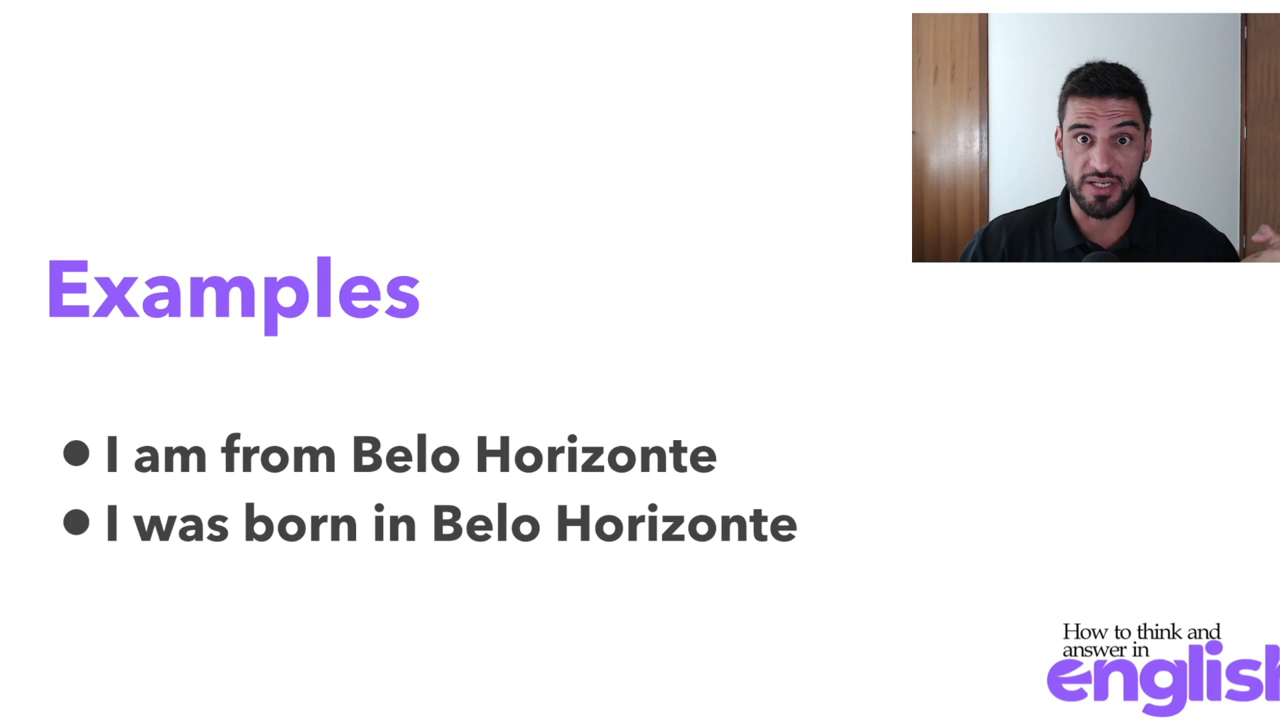 Examples
● I am from Belo Horizonte
● I was born in Belo Horizonte
How to think and
answer in
english